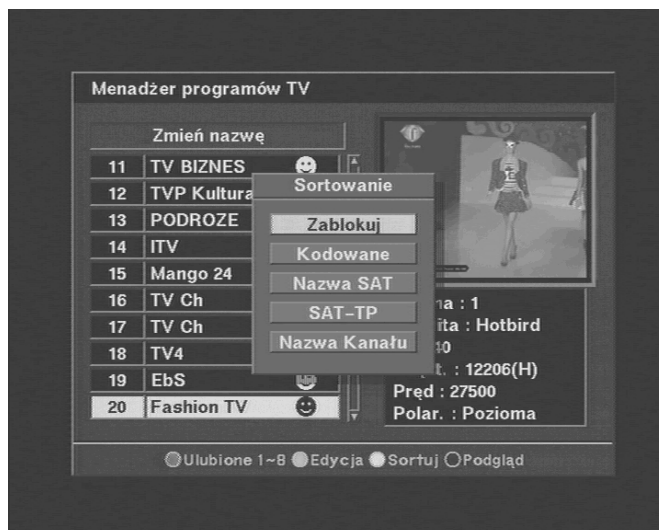 Menadżer programów TV
Zmień nazwę
11 TV BIZNES
12 TVP Kultura
13 PODROZE
14 ITV
15 Mango 24
16 TV Ch
17 TV Ch
18 TV4
19 EbS
20 Fashion TV
Sortowanie
Zablokuj
Kodowane
Nazwa SAT
SAT-TP
Nazwa Kanału
: 1
: Hotbird
: 12206(H)
Pręd : 27500
Polar. : Pozioma
Ulubione 1~8 Edycja Sortuj Podgląd